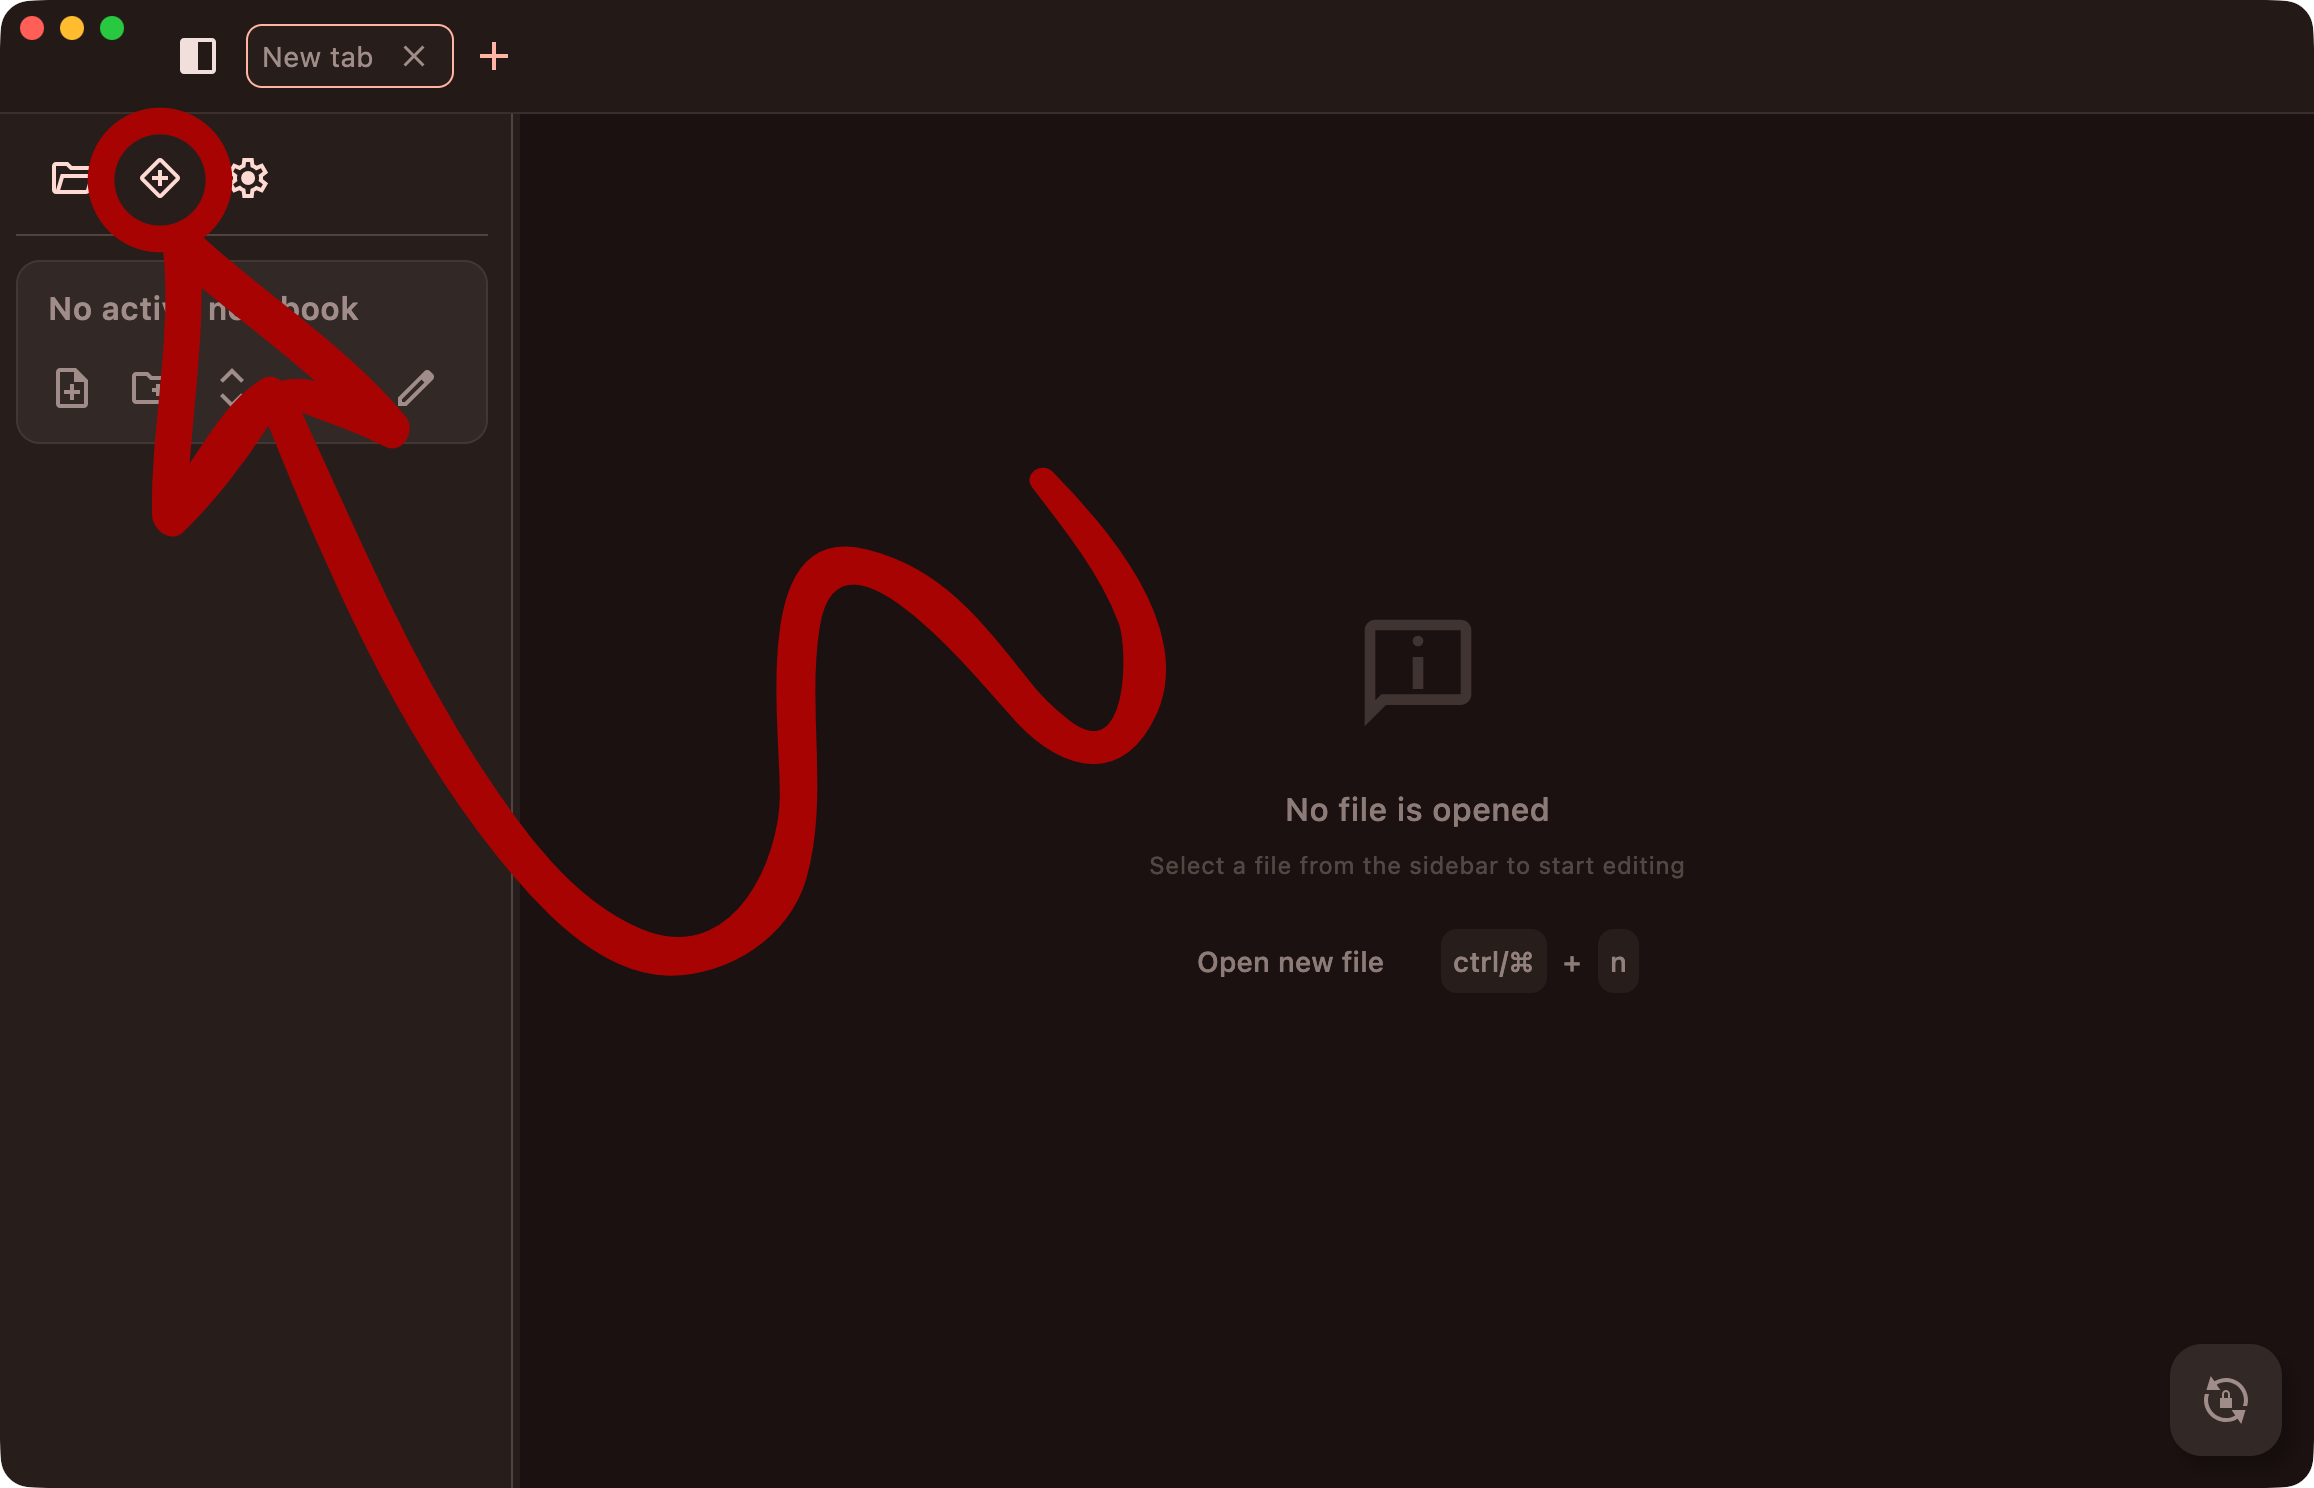 New tab
No active notebook
No file is opened
Select a file from the sidebar to start editing
Open new file ctrl/⌘ + n